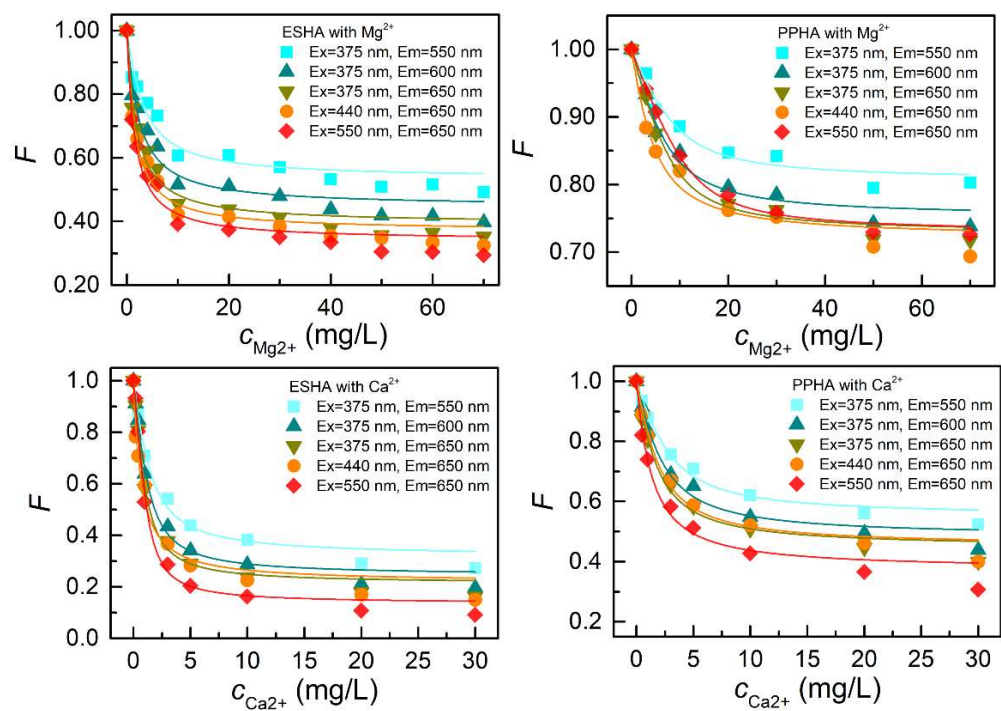 ESHA with Mg2+
Ex=375 nm, Em=550 nm
Ex=375 nm, Em=600 nm
Ex=375 nm, Em=650 nm
Ex=440 nm, Em=650 nm
Ex=550 nm, Em=650 nm
F
1.00
0.80
0.60
0.40
0.20
0 20 40 60
cMg2+ (mg/L)
PPHA with Mg2+
Ex=375 nm, Em=550 nm
Ex=375 nm, Em=600 nm
Ex=375 nm, Em=650 nm
Ex=440 nm, Em=650 nm
Ex=550 nm, Em=650 nm
F
1.00
0.90
0.80
0.70
0 20 40 60
cMg2+ (mg/L)
ESHA with Ca2+
Ex=375 nm, Em=550 nm
Ex=375 nm, Em=600 nm
Ex=375 nm, Em=650 nm
Ex=440 nm, Em=650 nm
Ex=550 nm, Em=650 nm
F
1.0
0.8
0.6
0.4
0.2
0.0
0 5 10 15 20 25 30
cCa2+ (mg/L)
PPHA with Ca2+
Ex=375 nm, Em=550 nm
Ex=375 nm, Em=600 nm
Ex=375 nm, Em=650 nm
Ex=440 nm, Em=650 nm
Ex=550 nm, Em=650 nm
F
1.0
0.8
0.6
0.4
0.2
0 5 10 15 20 25 30
cCa2+ (mg/L)